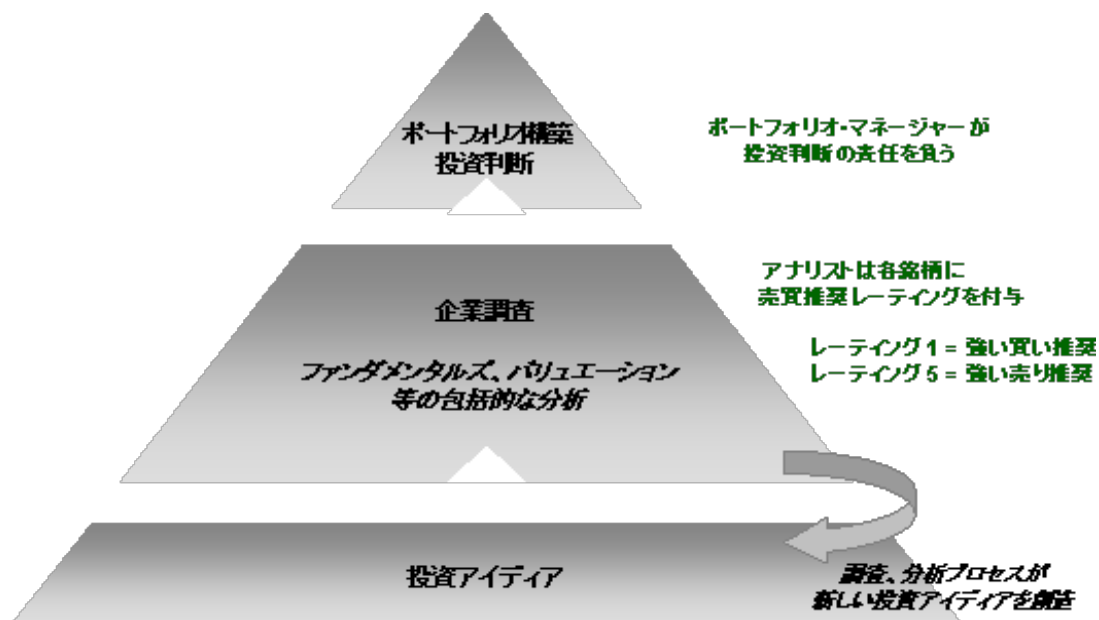 ポートフォリオ構築
投資判断
ポートフォリオ・マネージャーが
投資判断の責任を負う
企業調査
ファンダメンタルズ、バリュエーション
等の包括的な分析
アナリストは各銘柄に
売買推奨レーティングを付与
レーティング1 = 強い買い推奨
レーティング5 = 強い売り推奨
投資アイディア
調査、分析プロセスが
新しい投資アイディアを創造